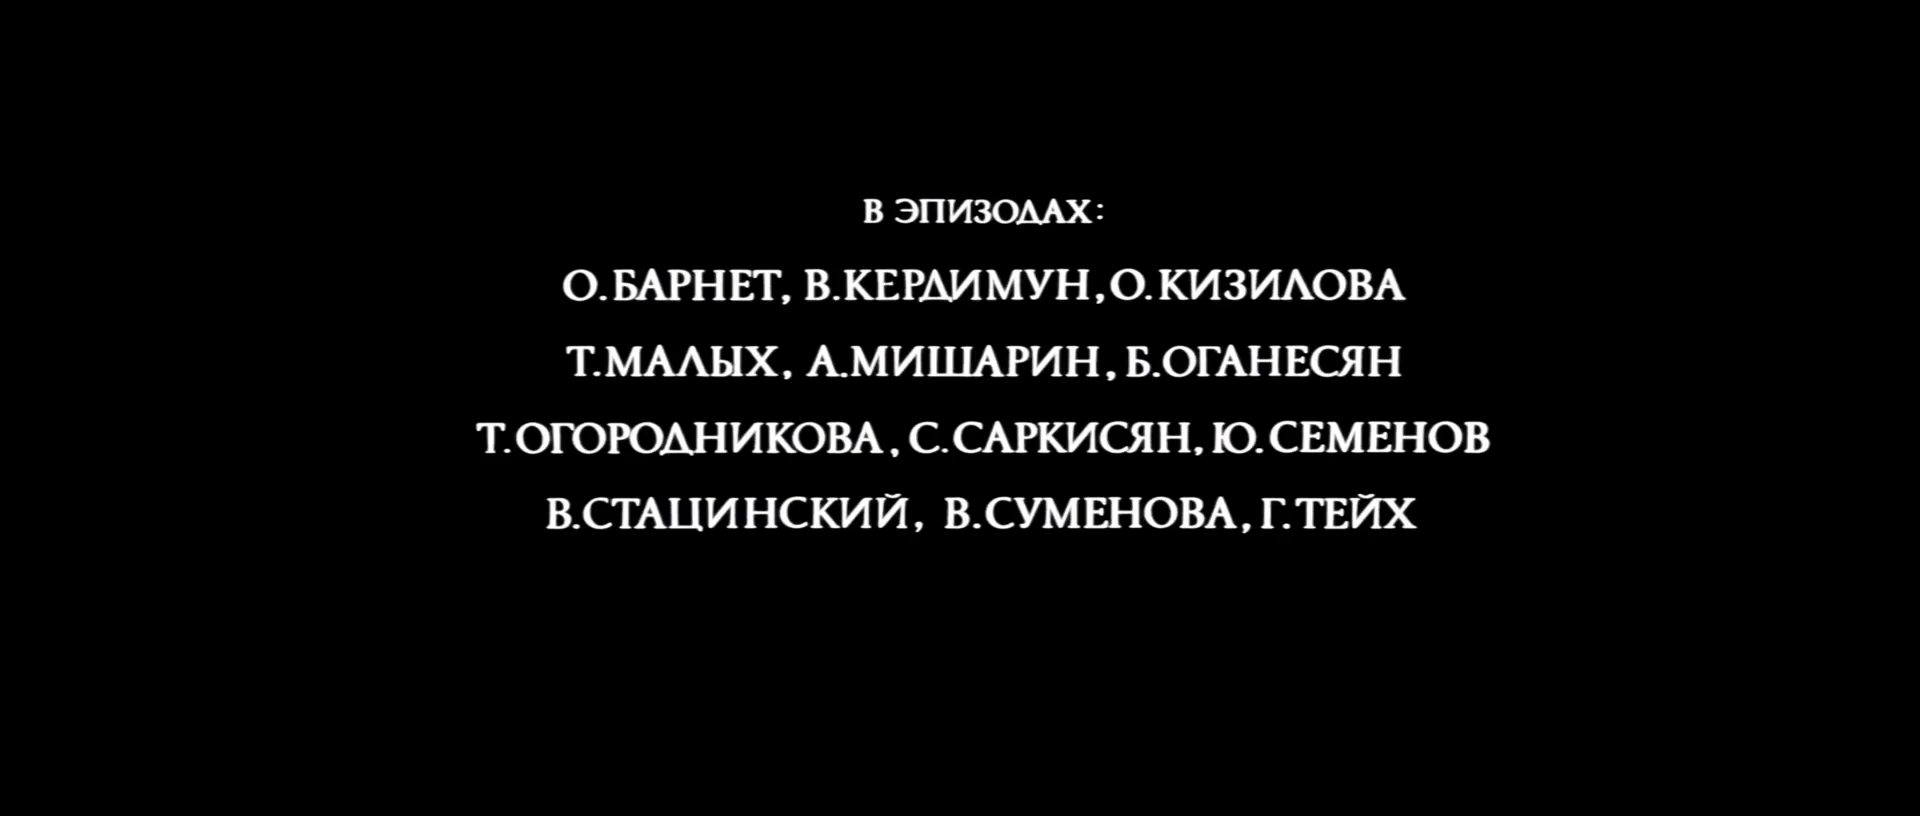 В ЭПИЗОДАХ:
О.БАРНЕТ, В.КЕРДИМУН, О.КИЗИЛОВА
Т.МАЛЫХ, А.МИШАРИН, Б.ОГАНЕСЯН
Т.ОГОРОДНИКОВА, С.САРКИСЯН, Ю.СЕМЕНОВ
В.СТАЦИНСКИЙ, В.СУМЕНОВА, Г.ТЕЙХ